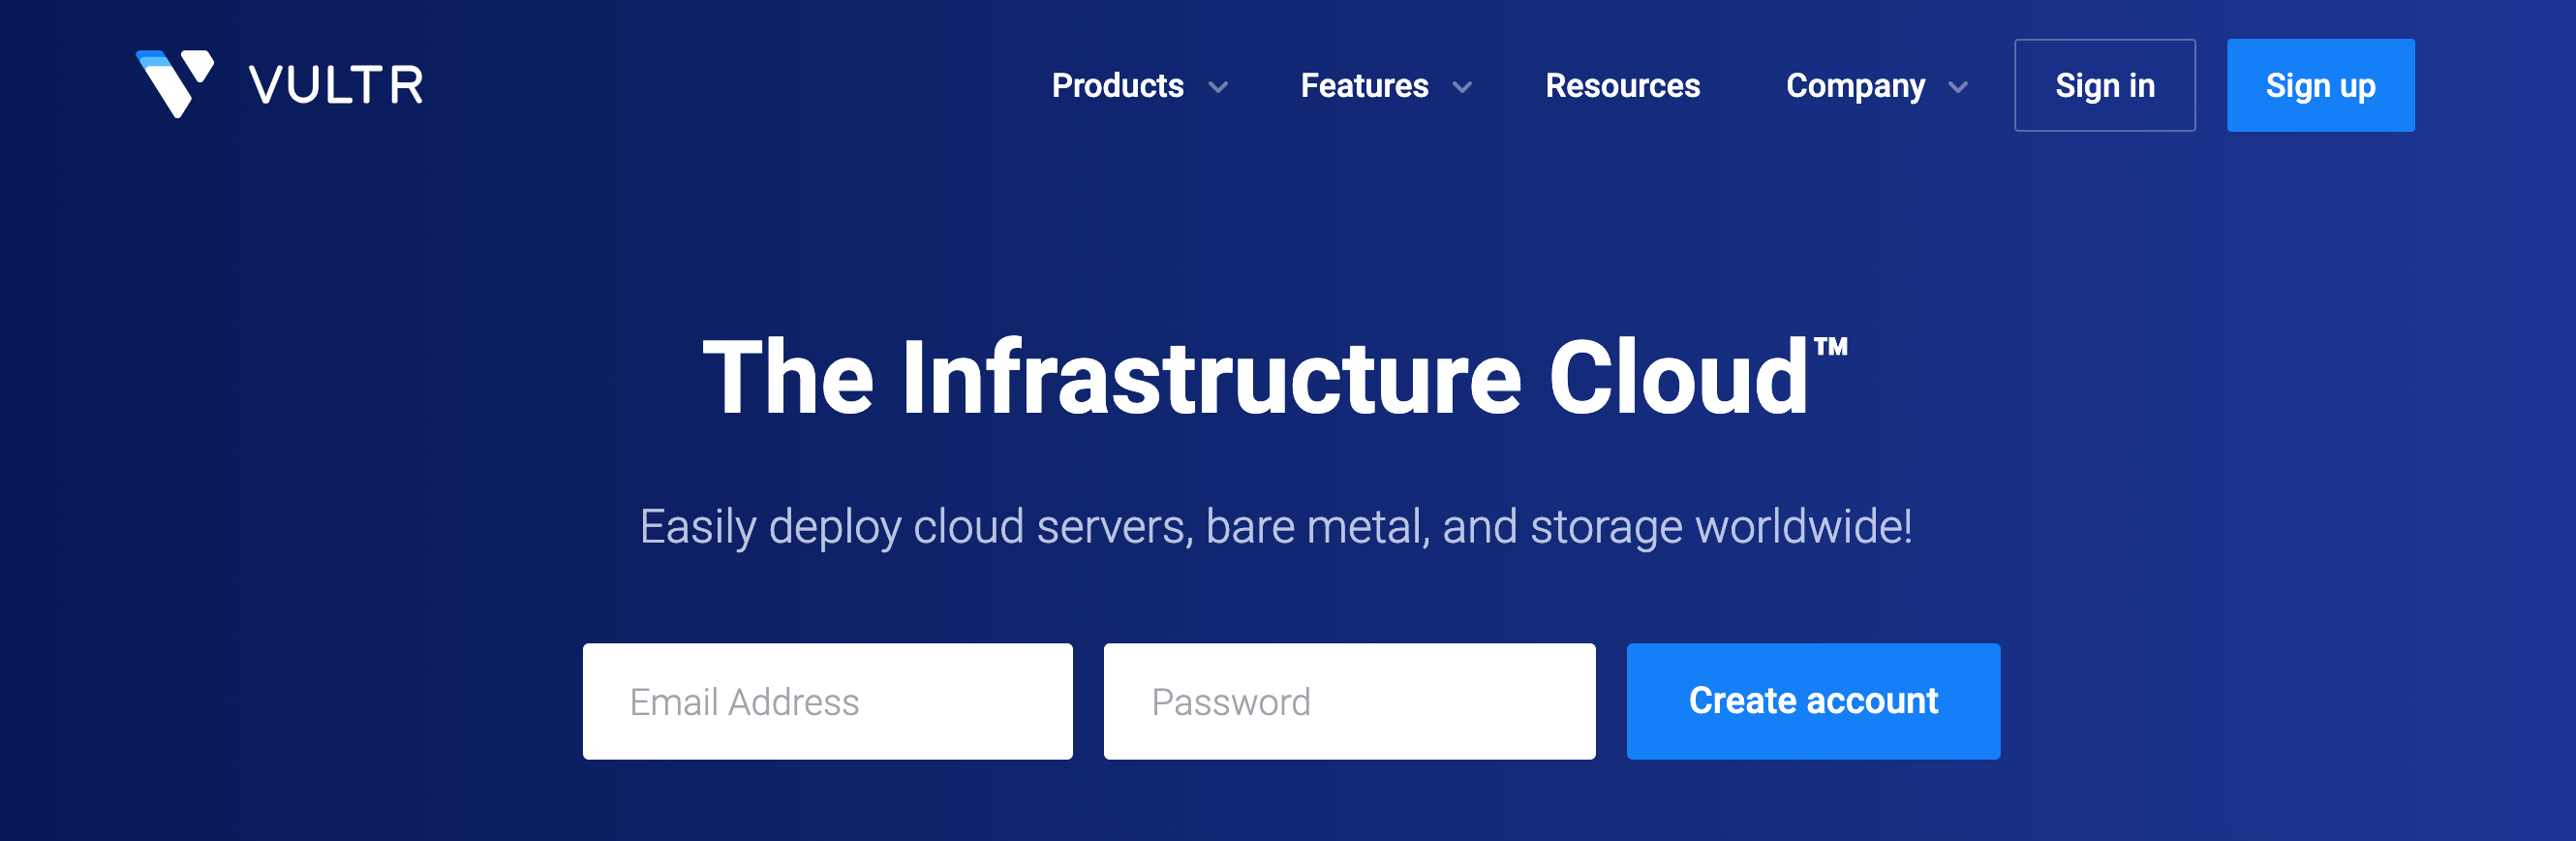 VULTR
Products Features Resources Company Sign in Sign up
The Infrastructure Cloud™
Easily deploy cloud servers, bare metal, and storage worldwide!
Email Address Password Create account